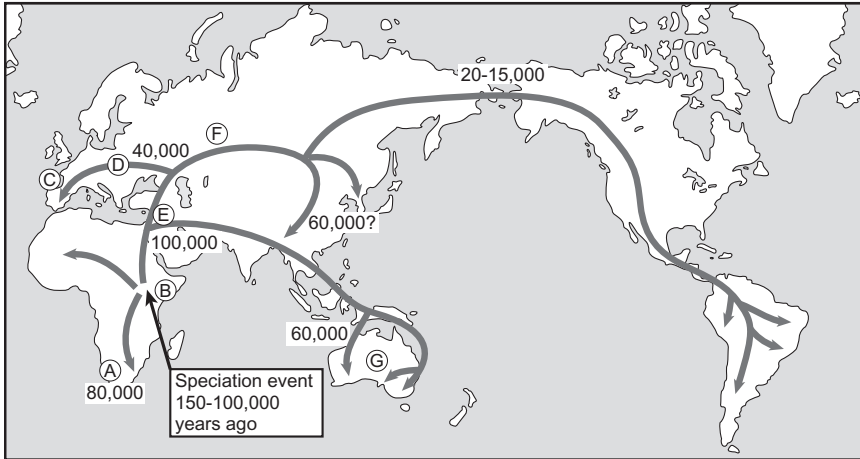 20-15,000
F
40,000
D
C
E
60,000?
100,000
B
60,000
G
A
80,000
Speciation event
150-100,000
years ago